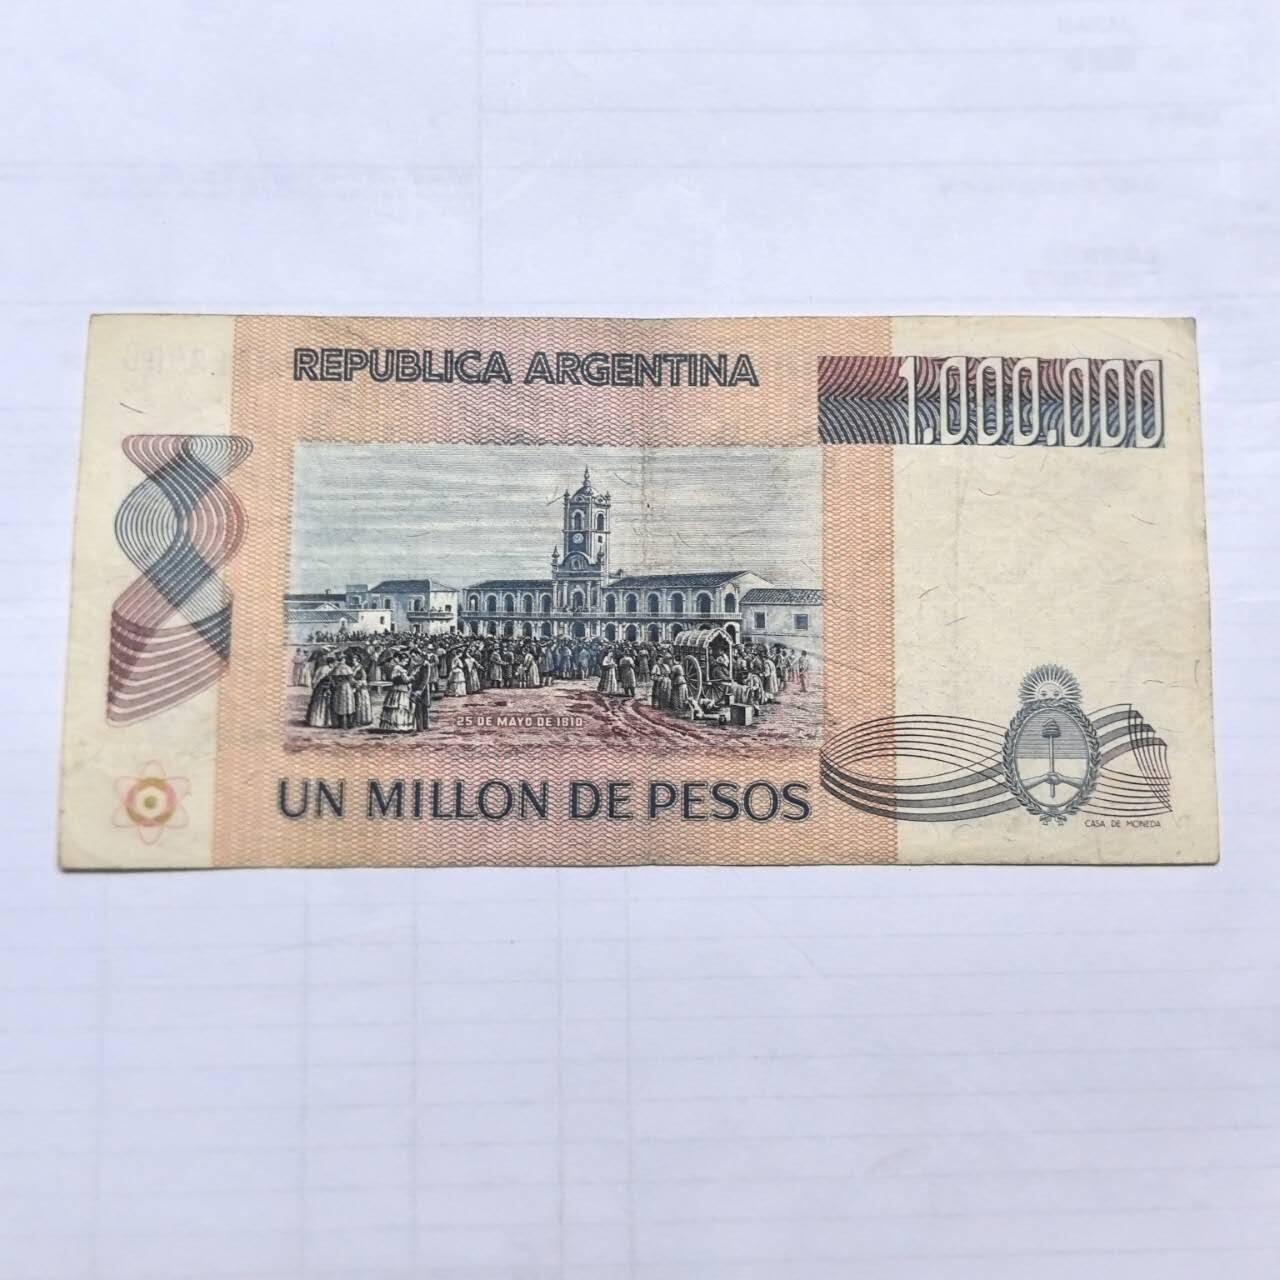 REPUBLICA ARGENTINA
1.000.000
25 DE MAYO DE 1810
UN MILLON DE PESOS
CASA DE MONEDA